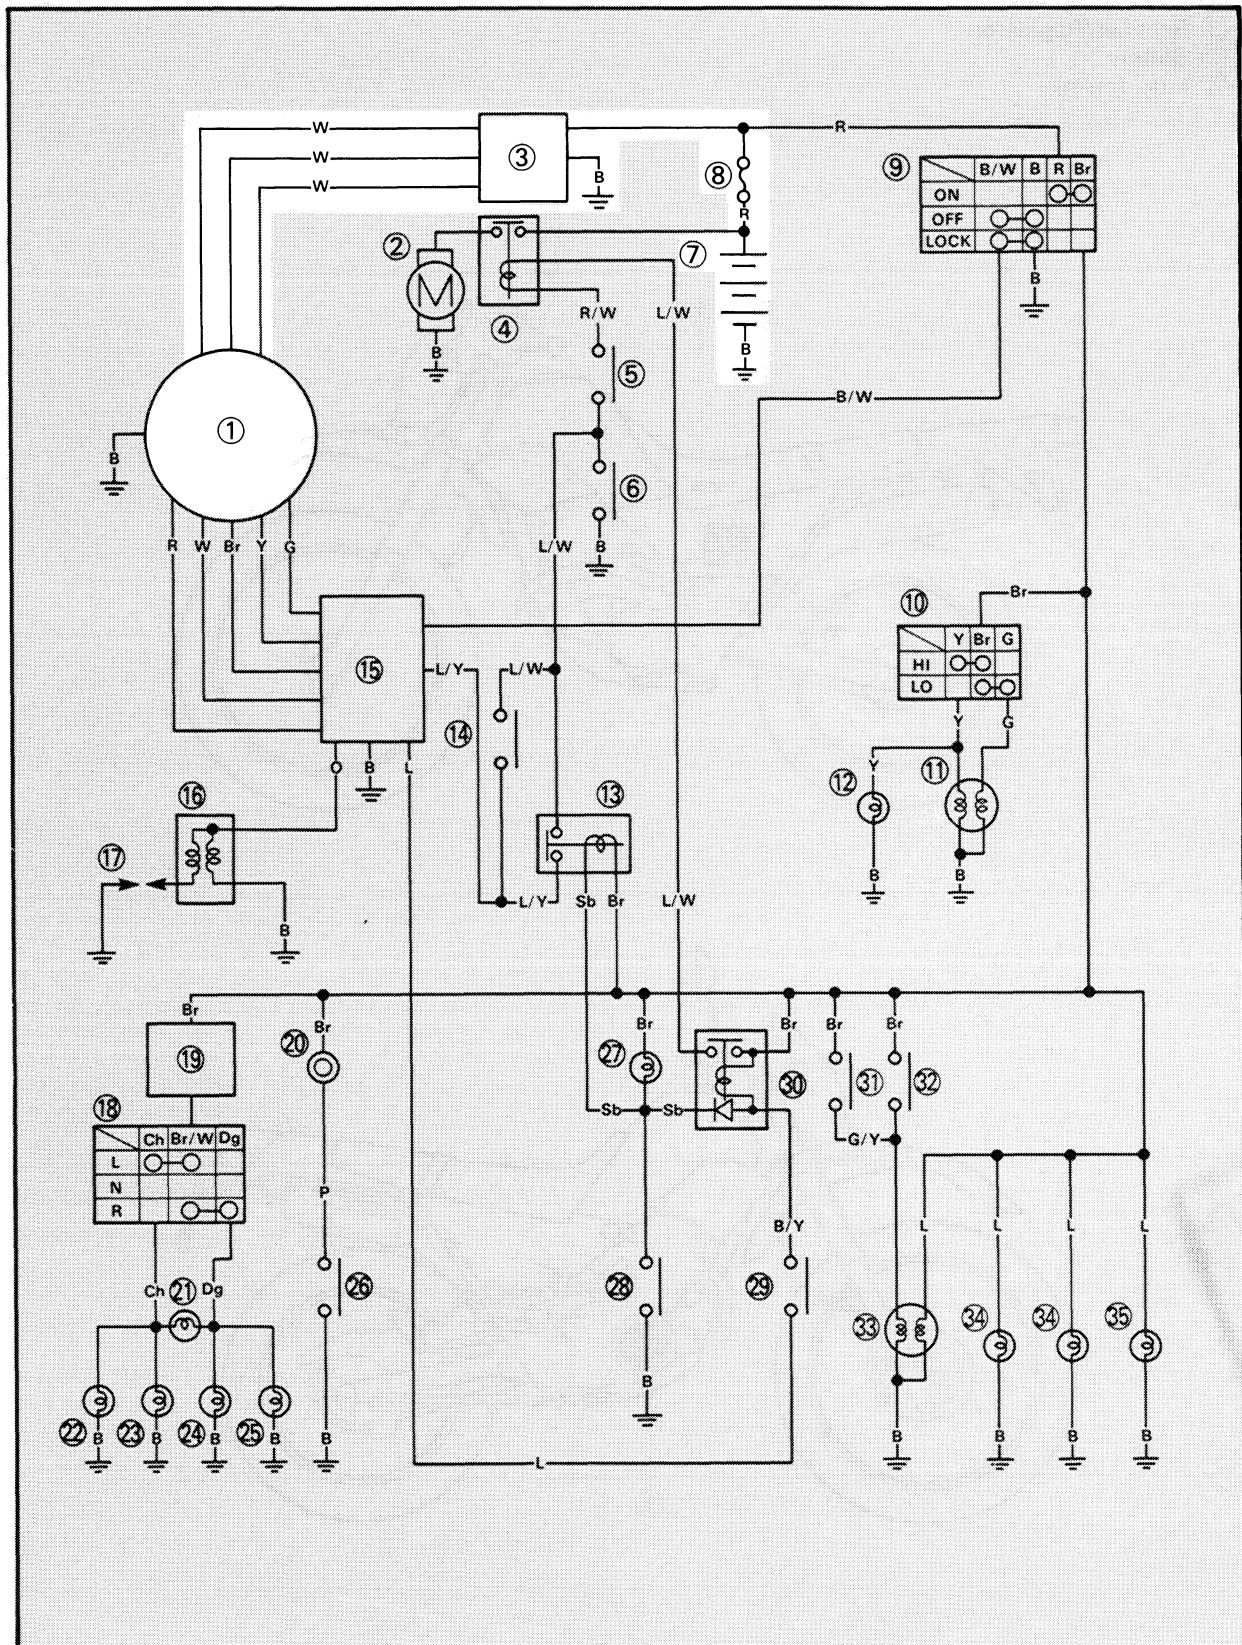 W
③
R
W
⑧
⑨
B/W B R Br
W
B
ON
R
OFF
②
⑦
LOCK
B
R/W
L/W
④
B
B
⑤
B/W
①
B
⑥
R W Br Y G
L/W
B
⑩
Br
Y Br G
⑮
L/Y
L/W
HI
LO
⑭
Y
G
O B L
Y
⑫
⑪
⑯
⑬
⑰
B
B
L/Y
Sb
Br
L/W
B
Br
Br
Br
Br
Br
Br
⑲
⑳
㉗
㉚
㉛
㉜
⑱
Sb
Sb
Ch Br/W Dg
G/Y
L
N
R
P
B/Y
L
L
L
L
Ch
㉑
Dg
㉖
㉘
㉙
㉝
㉞
㉞
㉟
B
㉒
B
㉓
B
㉔
B
㉕
B
B
B
B
B
B
L